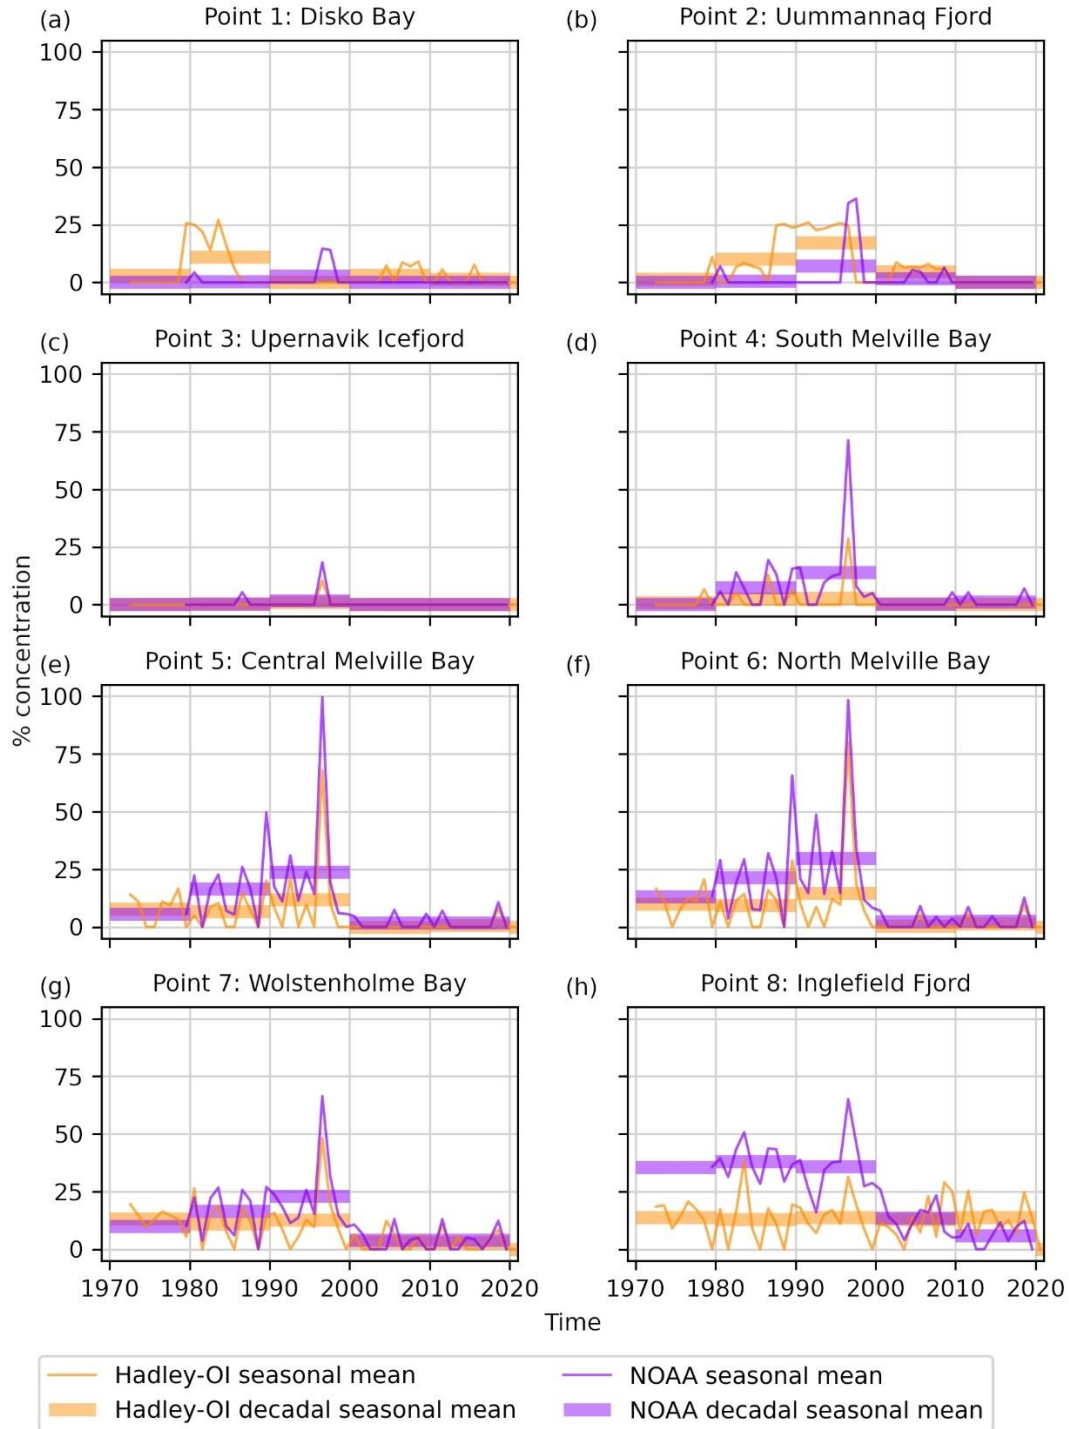 (a) Point 1: Disko Bay (b) Point 2: Uummannaq Fjord
100
75
50
25
0
(c) Point 3: Upernavik Icefjord (d) Point 4: South Melville Bay
100
75
50
25
0
% concentration
(e) Point 5: Central Melville Bay (f) Point 6: North Melville Bay
100
75
50
25
0
(g) Point 7: Wolstenholme Bay (h) Point 8: Inglefield Fjord
100
75
50
25
0
1970 1980 1990 2000 2010 2020 1970 1980 1990 2000 2010 2020
Time
Hadley-OI seasonal mean NOAA seasonal mean
Hadley-OI decadal seasonal mean NOAA decadal seasonal mean